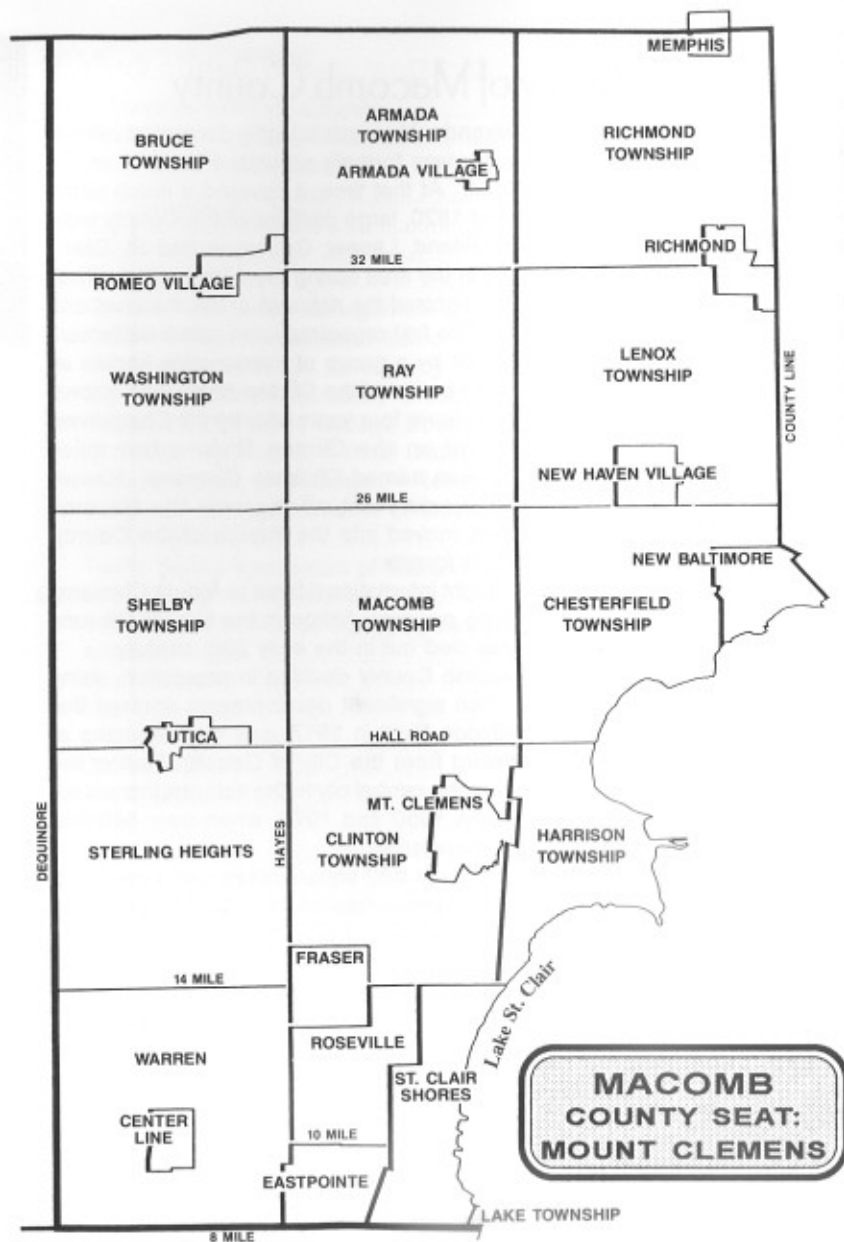 MEMPHIS
ARMADA
TOWNSHIP
BRUCE
TOWNSHIP
RICHMOND
TOWNSHIP
ARMADA VILLAGE
RICHMOND
32 MILE
ROMEO VILLAGE
LENOX
TOWNSHIP
WASHINGTON
TOWNSHIP
RAY
TOWNSHIP
COUNTY LINE
NEW HAVEN VILLAGE
26 MILE
NEW BALTIMORE
SHELBY
TOWNSHIP
MACOMB
TOWNSHIP
CHESTERFIELD
TOWNSHIP
UTICA
HALL ROAD
MT. CLEMENS
DEQUINDRE
STERLING HEIGHTS
HAYES
CLINTON
TOWNSHIP
HARRISON
TOWNSHIP
FRASER
14 MILE
Lake St. Clair
WARREN
ROSEVILLE
ST. CLAIR
SHORES
CENTER
LINE
10 MILE
EASTPOINTE
LAKE TOWNSHIP
8 MILE
MACOMB
COUNTY SEAT:
MOUNT CLEMENS